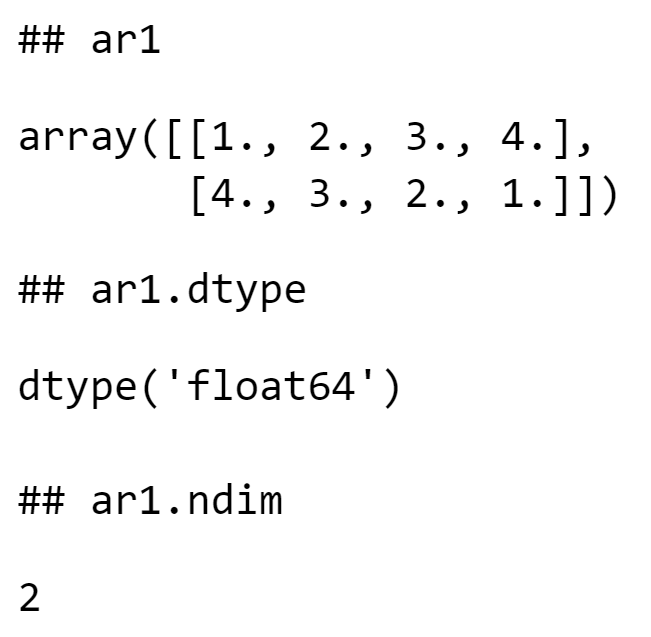 ## ar1
array([[1., 2., 3., 4.],
       [4., 3., 2., 1.]])
## ar1.dtype
dtype('float64')
## ar1.ndim
2